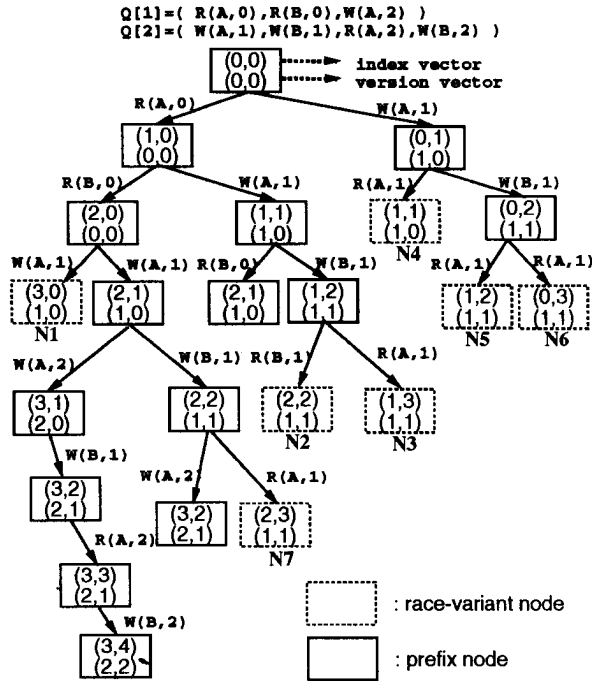 Q[1]=( R(A,0),R(B,0),W(A,2) )
Q[2]=( W(A,1),W(B,1),R(A,2),W(B,2) )
(0,0) index vector
(0,0) version vector
R(A,0) W(A,1)
(1,0) (0,1)
(0,0) (1,0)
R(B,0) W(A,1) R(A,1) W(B,1)
(2,0) (1,1) (1,1) (0,2)
(0,0) (1,0) (1,0) (1,1)
N4
W(A,1) W(A,1) R(B,0) W(B,1) R(A,1) R(A,1)
(3,0) (2,1) (2,1) (1,2) (1,2) (0,3)
(1,0) (1,0) (1,0) (1,1) (1,1) (1,1)
N1 N5 N6
W(A,2) W(B,1) R(B,1) R(A,1)
(3,1) (2,2) (2,2) (1,3)
(2,0) (1,1) (1,1) (1,1)
N2 N3
W(B,1) W(A,2) R(A,1)
(3,2) (3,2) (2,3)
(2,1) (2,1) (1,1)
N7
R(A,2)
(3,3)
(2,1)
: race-variant node
W(B,2)
(3,4)
(2,2)
: prefix node